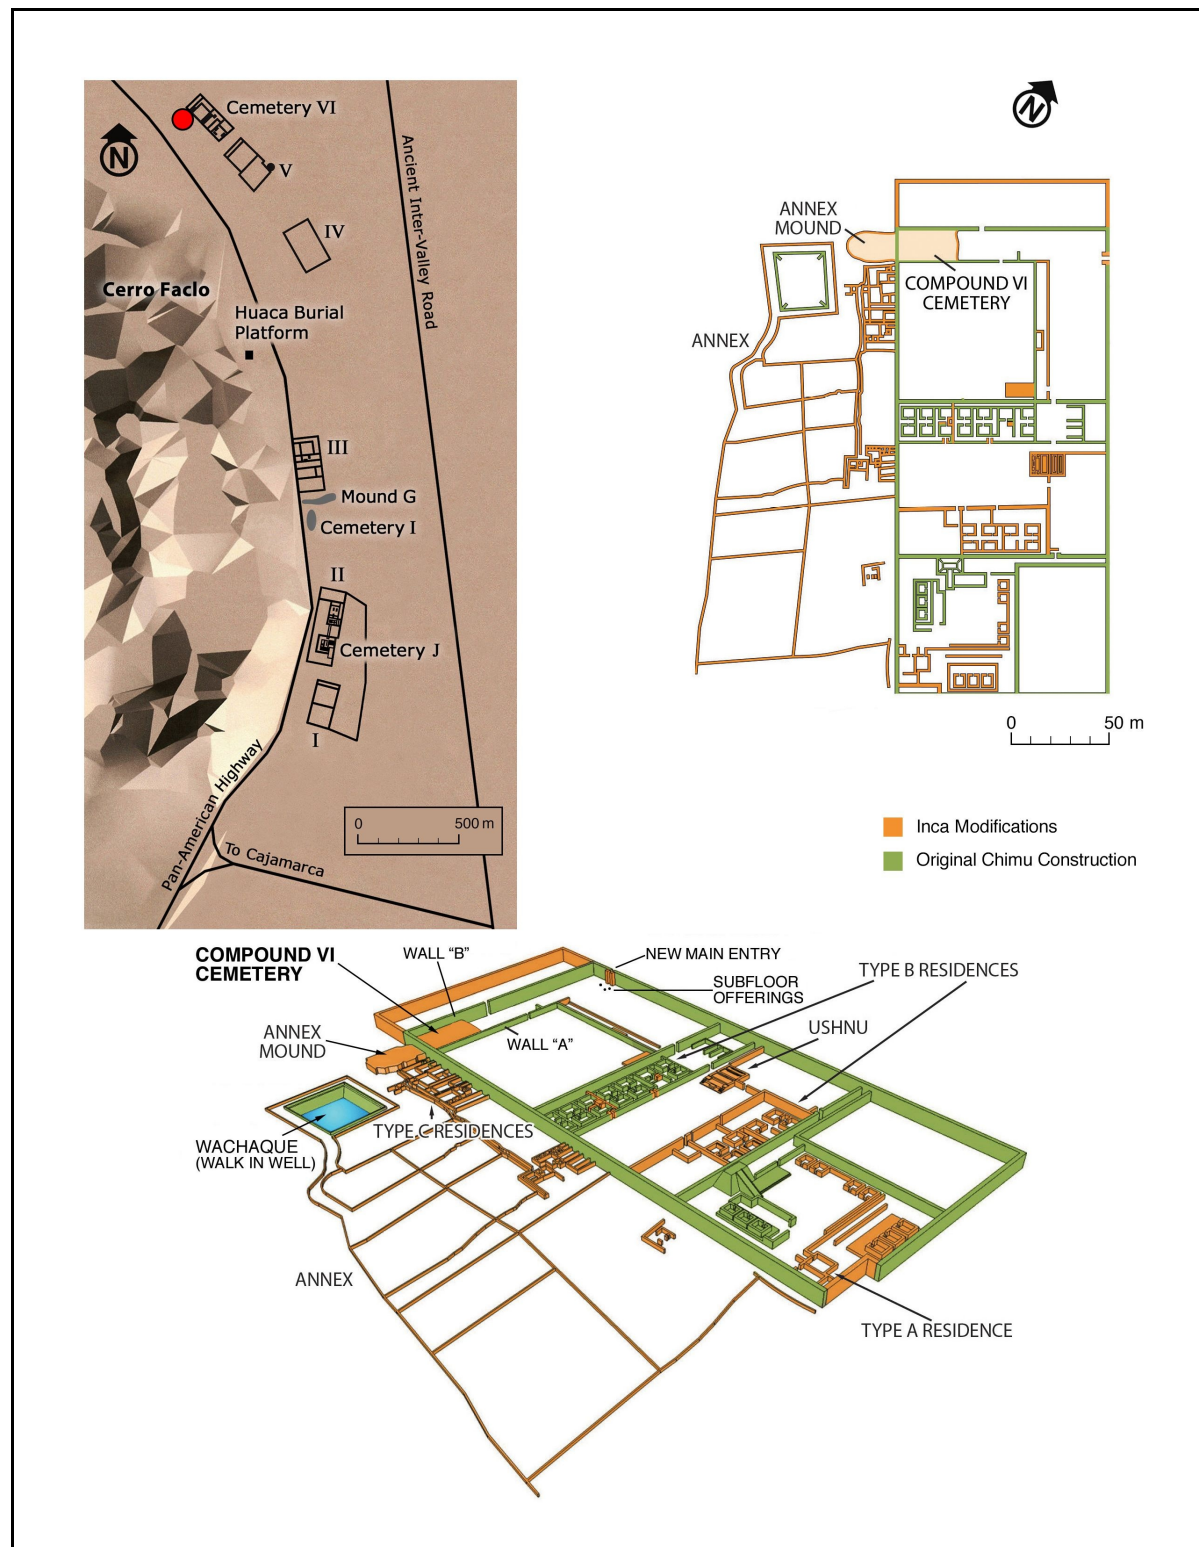 Cemetery VI
N
V
Ancient Inter-Valley Road
IV
Cerro Faclo
Huaca Burial
Platform
III
Mound G
Cemetery I
II
Cemetery J
I
Pan-American Highway
0 500 m
To Cajamarca
N
ANNEX
MOUND
COMPOUND VI
CEMETERY
ANNEX
0 50 m
Inca Modifications
Original Chimu Construction
COMPOUND VI
CEMETERY
WALL "B"
NEW MAIN ENTRY
SUBFLOOR
OFFERINGS
TYPE B RESIDENCES
USHNU
ANNEX
MOUND
WALL "A"
TYPE C RESIDENCES
WACHAQUE
(WALK IN WELL)
ANNEX
TYPE A RESIDENCE